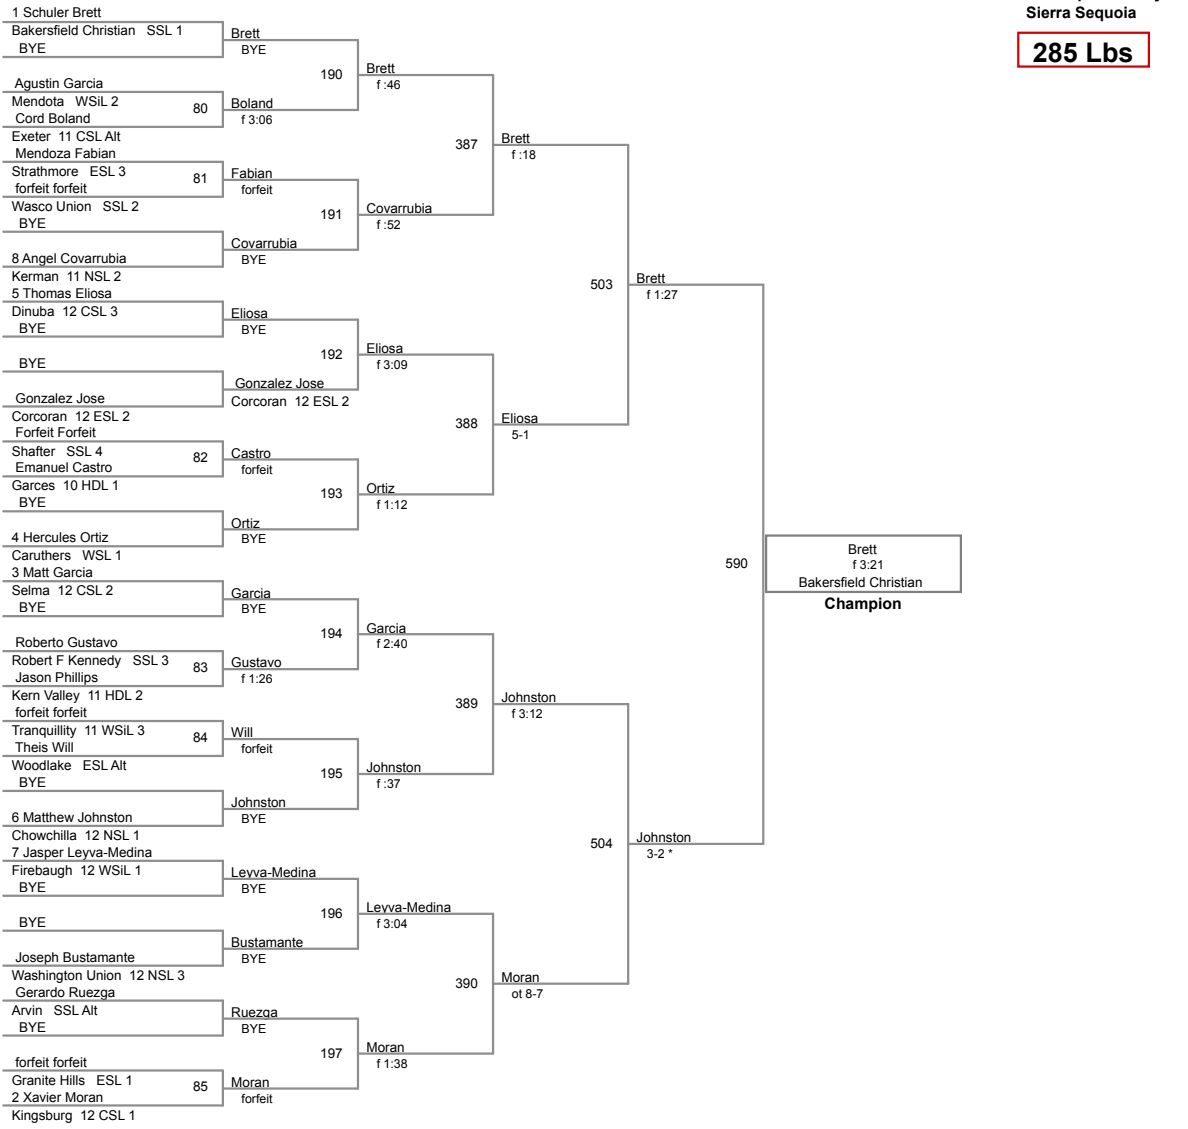 Sierra Sequoia
285 Lbs
1 Schuler Brett
Bakersfield Christian SSL 1
BYE
Agustin Garcia
Mendota WSiL 2
80
Cord Boland
Exeter 11 CSL Alt
Mendoza Fabian
Strathmore ESL 3
81
forfeit forfeit
Wasco Union SSL 2
BYE
8 Angel Covarrubia
Kerman 11 NSL 2
5 Thomas Eliosa
Dinuba 12 CSL 3
BYE
BYE
Gonzalez Jose
Corcoran 12 ESL 2
Forfeit Forfeit
Shafter SSL 4
82
Emanuel Castro
Garces 10 HDL 1
BYE
4 Hercules Ortiz
Caruthers WSL 1
3 Matt Garcia
Selma 12 CSL 2
BYE
Roberto Gustavo
Robert F Kennedy SSL 3
83
Jason Phillips
Kern Valley 11 HDL 2
forfeit forfeit
Tranquillity 11 WSiL 3
84
Theis Will
Woodlake ESL Alt
BYE
6 Matthew Johnston
Chowchilla 12 NSL 1
7 Jasper Leyva-Medina
Firebaugh 12 WSiL 1
BYE
BYE
Joseph Bustamante
Washington Union 12 NSL 3
Gerardo Ruezga
Arvin SSL Alt
BYE
forfeit forfeit
Granite Hills ESL 1
85
2 Xavier Moran
Kingsburg 12 CSL 1
Brett
BYE
190
Boland
f 3:06
Fabian
forfeit
191
Covarrubia
BYE
Eliosa
BYE
192
Gonzalez Jose
Corcoran 12 ESL 2
Castro
forfeit
193
Ortiz
BYE
Garcia
BYE
194
Gustavo
f 1:26
Will
forfeit
195
Johnston
BYE
Leyva-Medina
BYE
196
Bustamante
BYE
Ruezga
BYE
197
Moran
forfeit
Brett
f :46
387
Covarrubia
f :52
Eliosa
f 3:09
388
Ortiz
f 1:12
Garcia
f 2:40
389
Johnston
f :37
Leyva-Medina
f 3:04
390
Moran
f 1:38
Brett
f :18
503
Eliosa
5-1
Johnston
f 3:12
504
Moran
ot 8-7
Brett
f 1:27
590
Johnston
3-2 *
Brett
f 3:21
Bakersfield Christian
Champion